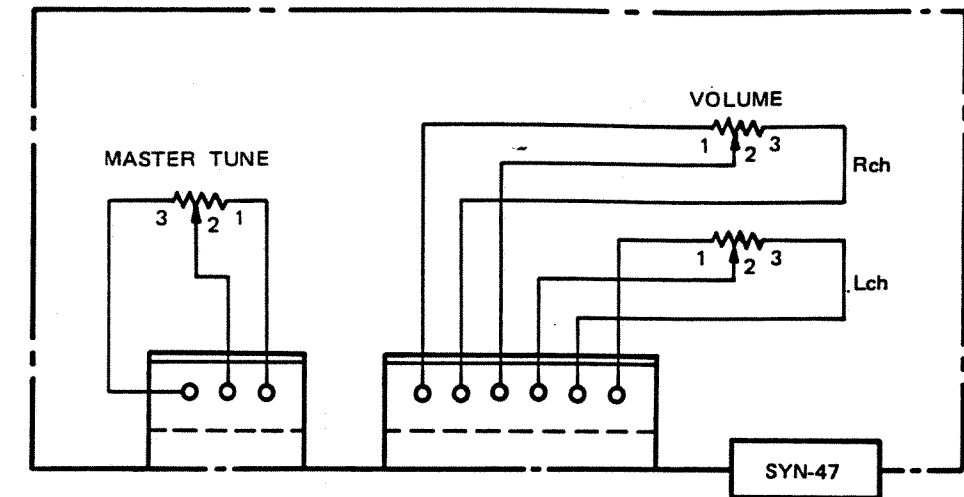 VOLUME
1 2 3
Rch
MASTER TUNE
3 2 1
1 2 3
Lch
SYN-47